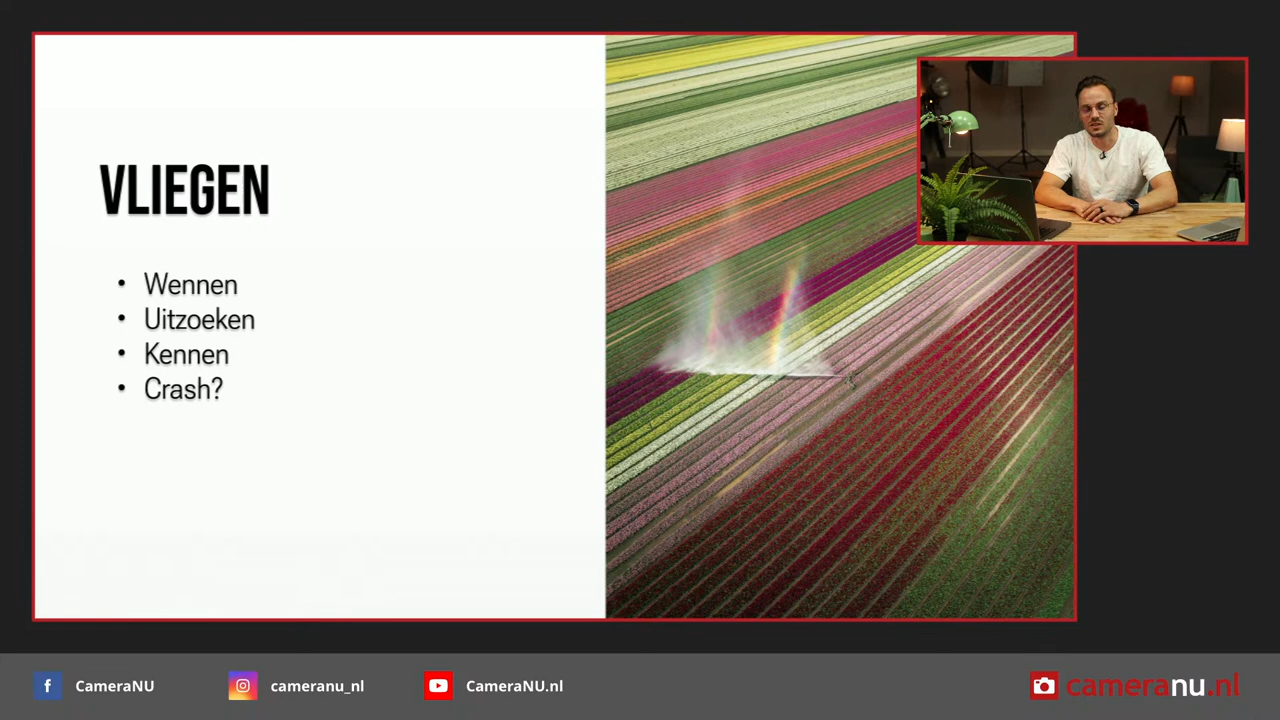 VLIEGEN
• Wennen
• Uitzoeken
• Kennen
• Crash?
CameraNU
cameranu_nl
CameraNU.nl
cameranu.nl